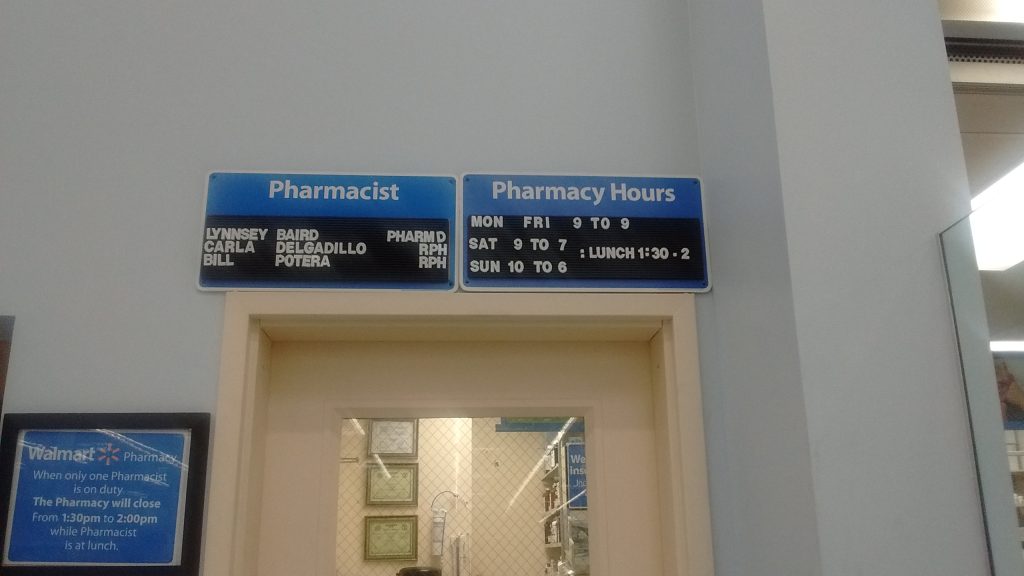 Pharmacist
LYNNSEY BAIRD PHARM D
CARLA DELGADILLO RPH
BILL POTERA RPH
Pharmacy Hours
MON FRI 9 TO 9
SAT 9 TO 7 : LUNCH 1:30 - 2
SUN 10 TO 6
Walmart Pharmacy
When only one Pharmacist
is on duty
The Pharmacy will close
From 1:30pm to 2:00pm
while Pharmacist
is at lunch.